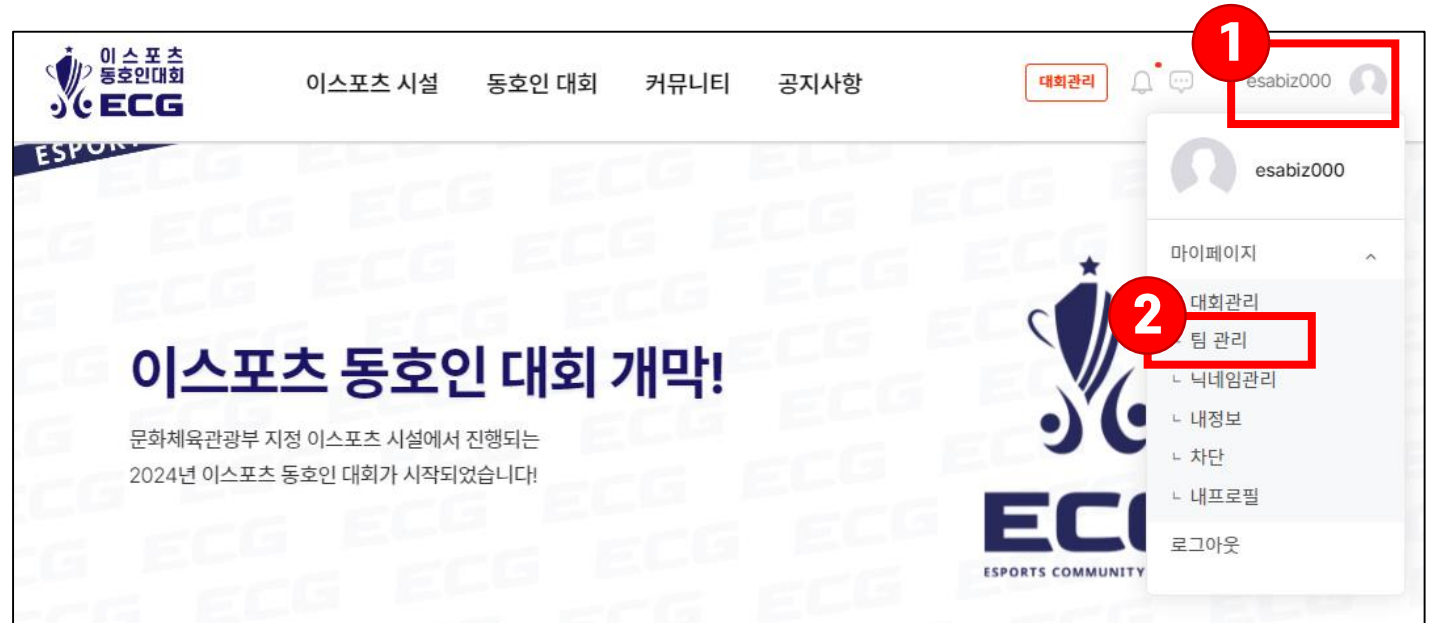 이스포츠
동호인대회
ECG
이스포츠 시설
동호인 대회
커뮤니티
공지사항
대회관리
1
esabiz000
esabiz000
마이페이지
ㄴ 대회관리
2
ㄴ 팀 관리
ㄴ 닉네임관리
ㄴ 내정보
ㄴ 차단
ㄴ 내프로필
로그아웃
이스포츠 동호인 대회 개막!
문화체육관광부 지정 이스포츠 시설에서 진행되는
2024년 이스포츠 동호인 대회가 시작되었습니다!
ESPORTS COMMUNITY